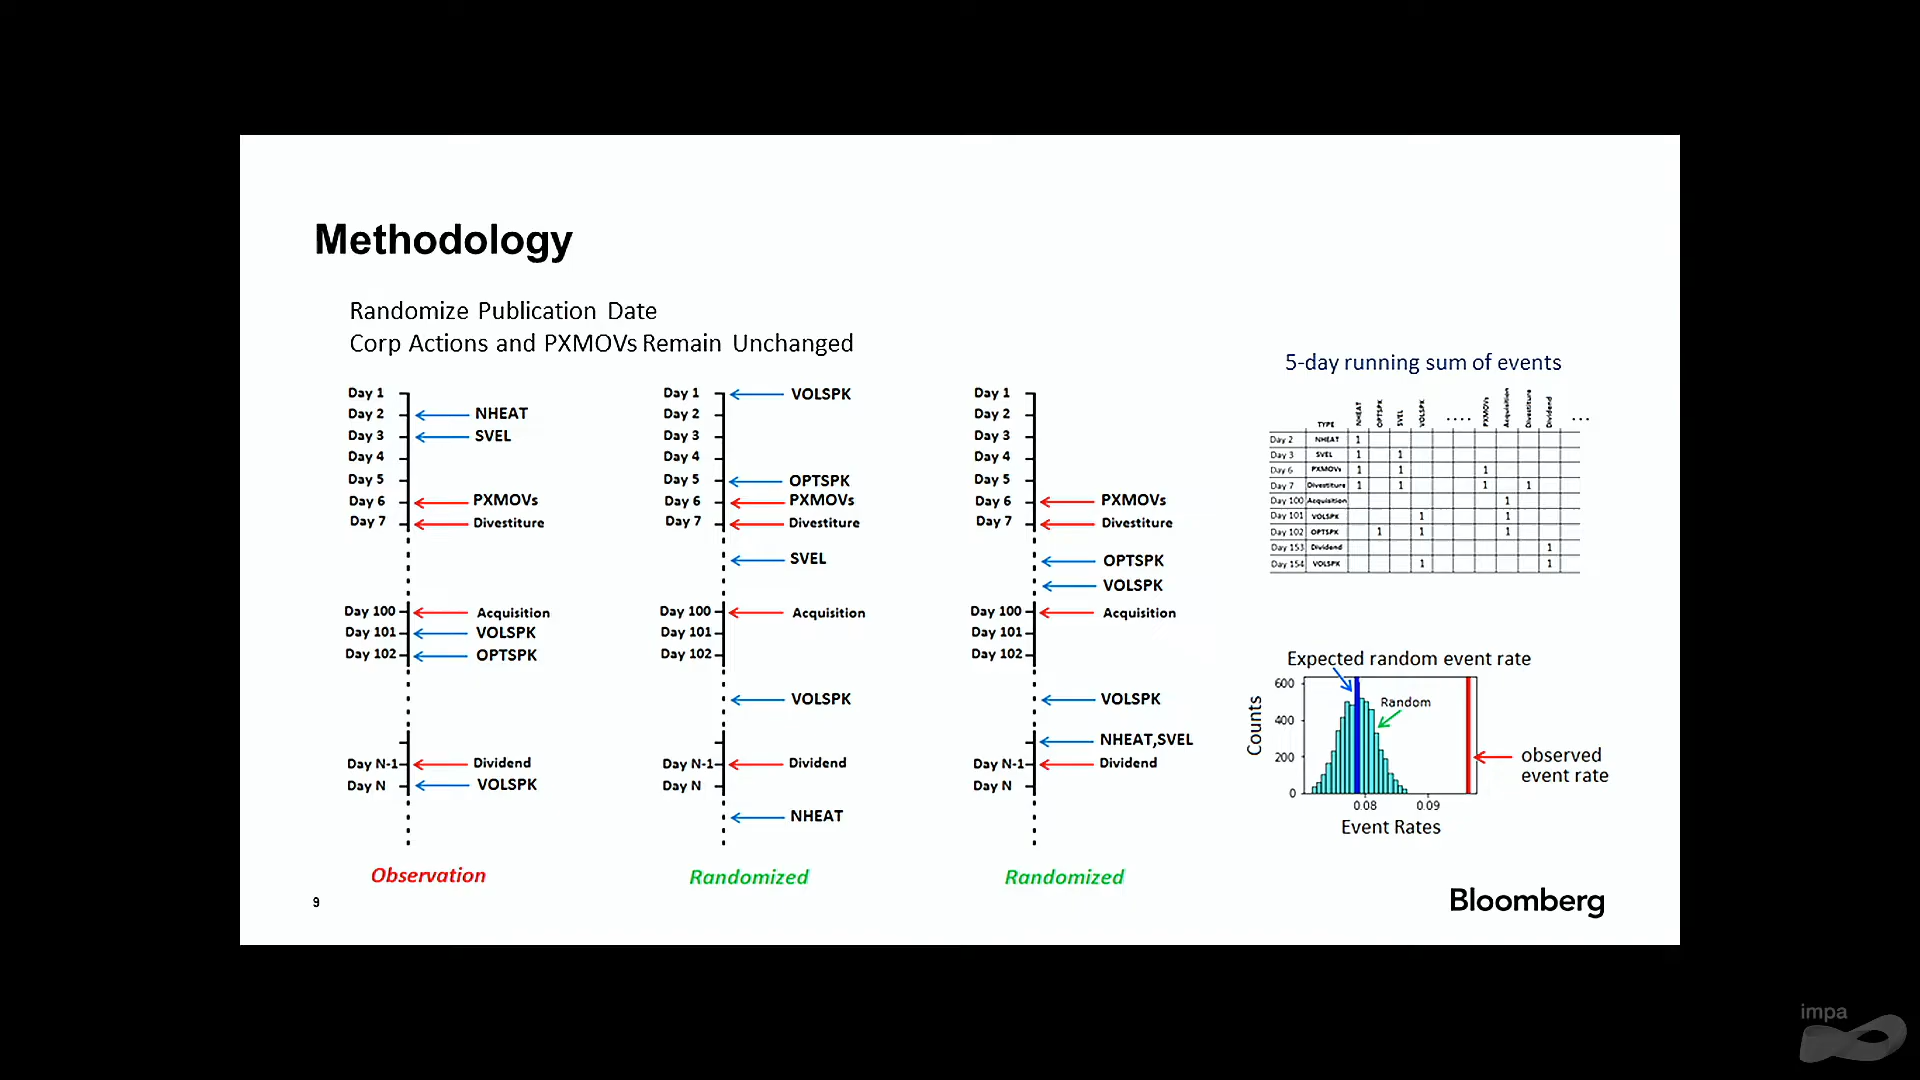 Methodology
Randomize Publication Date
Corp Actions and PXMOVs Remain Unchanged
Day 1
Day 2 NHEAT
Day 3 SVEL
Day 4
Day 5
Day 6 PXMOVs
Day 7 Divestiture
Day 100 Acquisition
Day 101 VOLSPK
Day 102 OPTSPK
Day N-1 Dividend
Day N VOLSPK
Observation
Day 1 VOLSPK
Day 2
Day 3
Day 4
Day 5 OPTSPK
Day 6 PXMOVs
Day 7 Divestiture
SVEL
Day 100 Acquisition
Day 101
Day 102
VOLSPK
Day N-1 Dividend
Day N
NHEAT
Randomized
Day 1
Day 2
Day 3
Day 4
Day 5
Day 6 PXMOVs
Day 7 Divestiture
OPTSPK
VOLSPK
Day 100 Acquisition
Day 101
Day 102
VOLSPK
NHEAT,SVEL
Day N-1 Dividend
Day N
Randomized
5-day running sum of events
TYPE NHEAT OPTSPK SVEL VOLSPK .... PXMOVs Acquisition Divestiture Dividend ...
Day 2 NHEAT 1
Day 3 SVEL 1 1
Day 6 PXMOVs 1 1 1
Day 7 Divestiture 1 1 1 1
Day 100 Acquisition 1
Day 101 VOLSPK 1 1
Day 102 OPTSPK 1 1 1
Day 153 Dividend 1
Day 154 VOLSPK 1 1
Expected random event rate
Counts
600
400
200
0
Random
observed
event rate
0.08 0.09
Event Rates
9
Bloomberg
impa